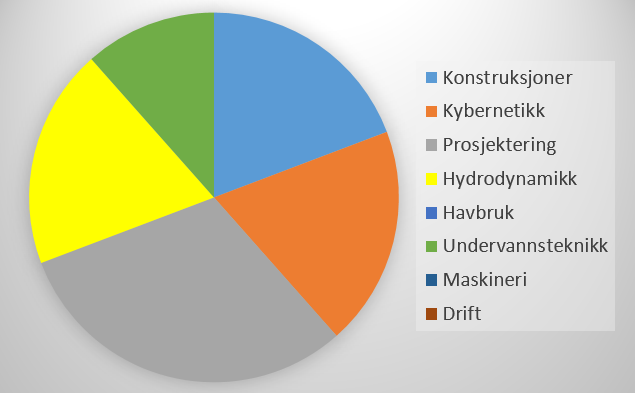 Konstruksjoner
Kybernetikk
Prosjektering
Hydrodynamikk
Havbruk
Undervannsteknikk
Maskineri
Drift